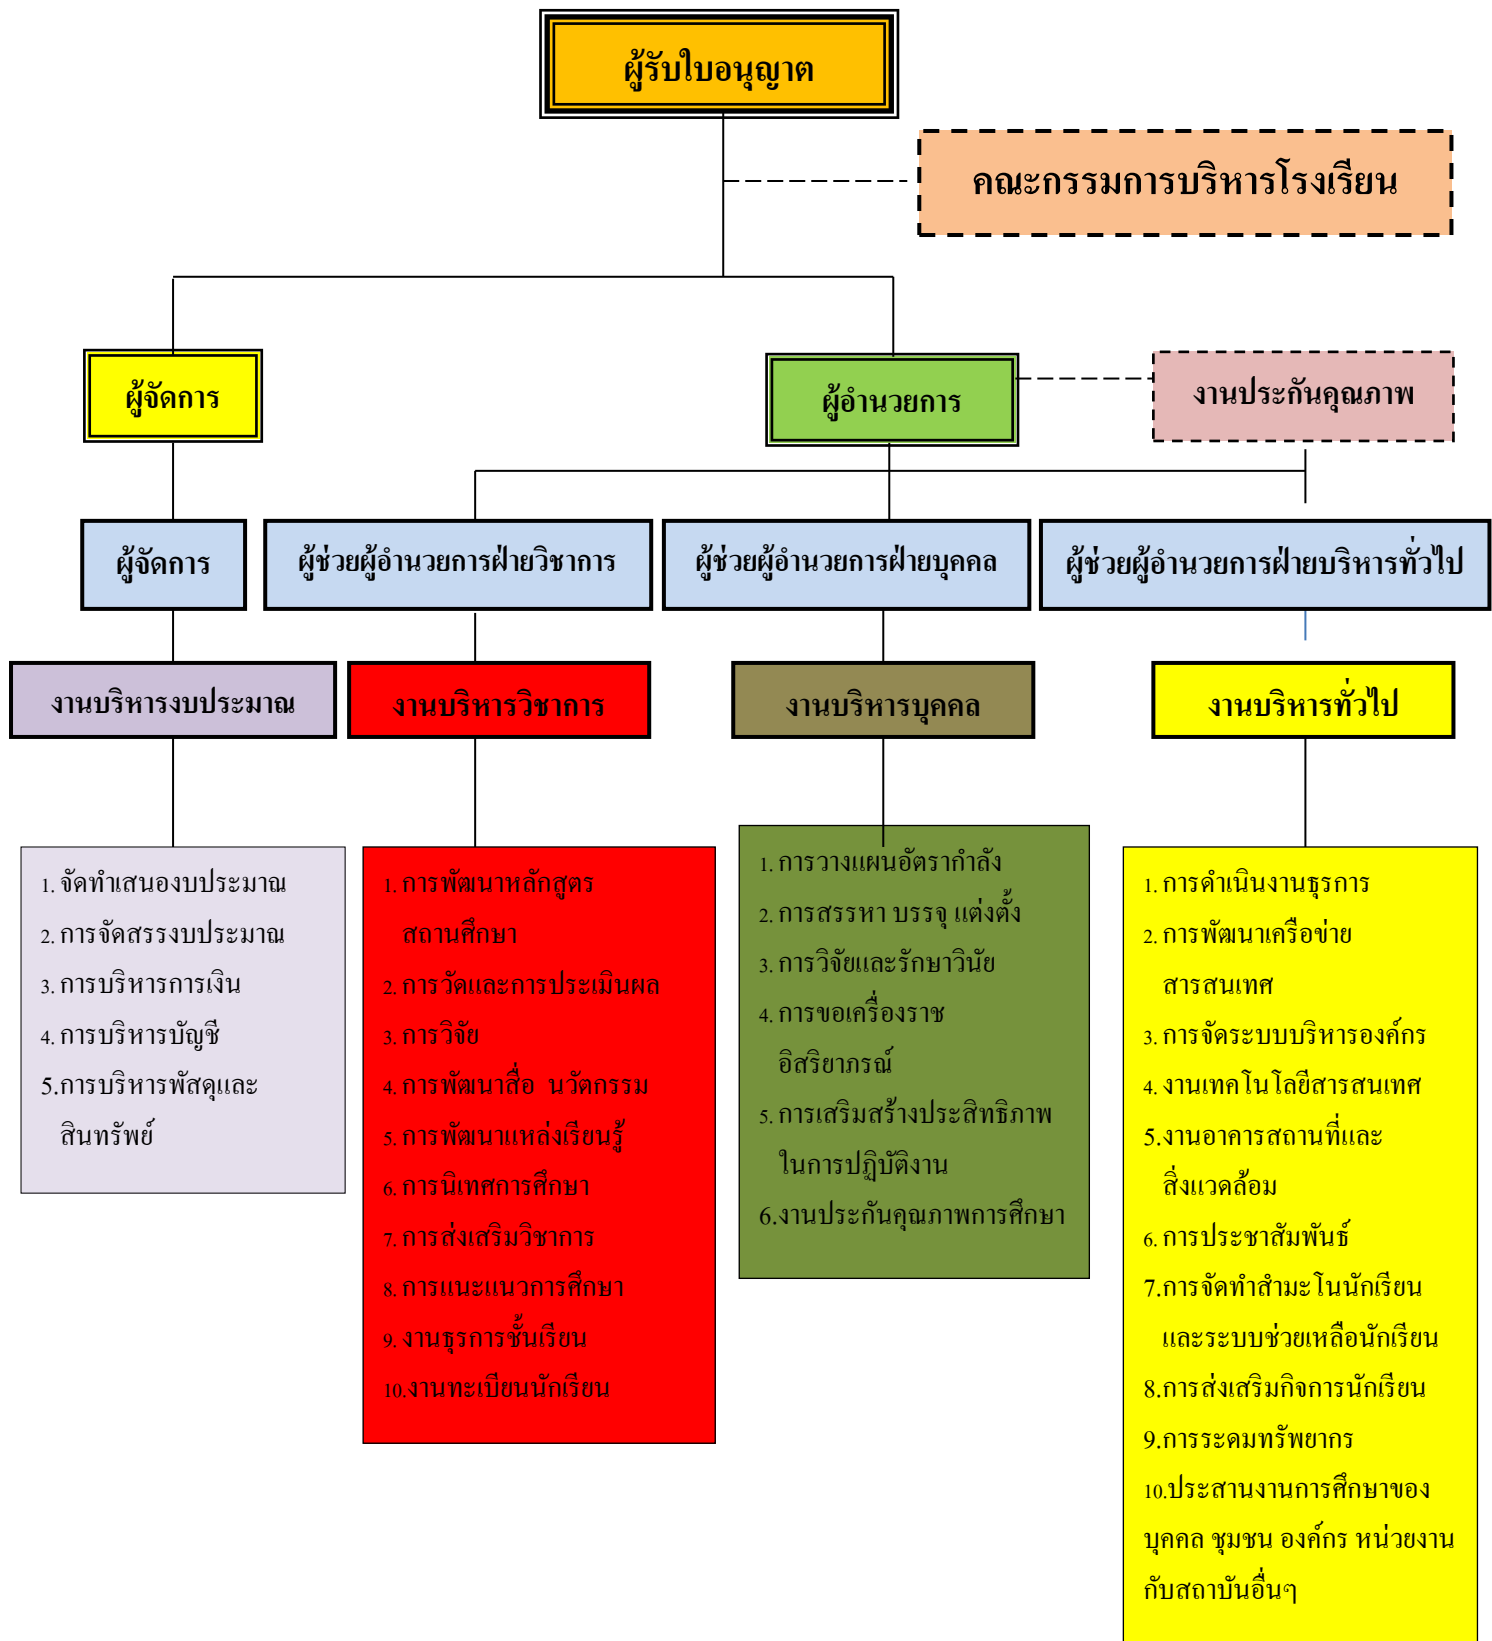 ผู้รับใบอนุญาต
คณะกรรมการบริหารโรงเรียน
ผู้จัดการ
ผู้อำนวยการ
งานประกันคุณภาพ
ผู้จัดการ
ผู้ช่วยผู้อำนวยการฝ่ายวิชาการ
ผู้ช่วยผู้อำนวยการฝ่ายบุคคล
ผู้ช่วยผู้อำนวยการฝ่ายบริหารทั่วไป
งานบริหารงบประมาณ
งานบริหารวิชาการ
งานบริหารบุคคล
งานบริหารทั่วไป
1. จัดทำเสนองบประมาณ
2. การจัดสรรงบประมาณ
3. การบริหารการเงิน
4. การบริหารบัญชี
5.การบริหารพัสดุและ
สินทรัพย์
1. การพัฒนาหลักสูตร
สถานศึกษา
2. การวัดและการประเมินผล
3. การวิจัย
4. การพัฒนาสื่อ นวัตกรรม
5. การพัฒนาแหล่งเรียนรู้
6. การนิเทศการศึกษา
7. การส่งเสริมวิชาการ
8. การแนะแนวการศึกษา
9. งานธุรการชั้นเรียน
10.งานทะเบียนนักเรียน
1. การวางแผนอัตรากำลัง
2. การสรรหา บรรจุ แต่งตั้ง
3. การวิจัยและรักษาวินัย
4. การขอเครื่องราช
อิสริยาภรณ์
5. การเสริมสร้างประสิทธิภาพ
ในการปฏิบัติงาน
6.งานประกันคุณภาพการศึกษา
1. การดำเนินงานธุรการ
2. การพัฒนาเครือข่าย
สารสนเทศ
3. การจัดระบบบริหารองค์กร
4. งานเทคโนโลยีสารสนเทศ
5.งานอาคารสถานที่และ
สิ่งแวดล้อม
6. การประชาสัมพันธ์
7.การจัดทำสำมะโนนักเรียน
และระบบช่วยเหลือนักเรียน
8.การส่งเสริมกิจการนักเรียน
9.การระดมทรัพยากร
10.ประสานงานการศึกษาของ
บุคคล ชุมชน องค์กร หน่วยงาน
กับสถาบันอื่นๆ